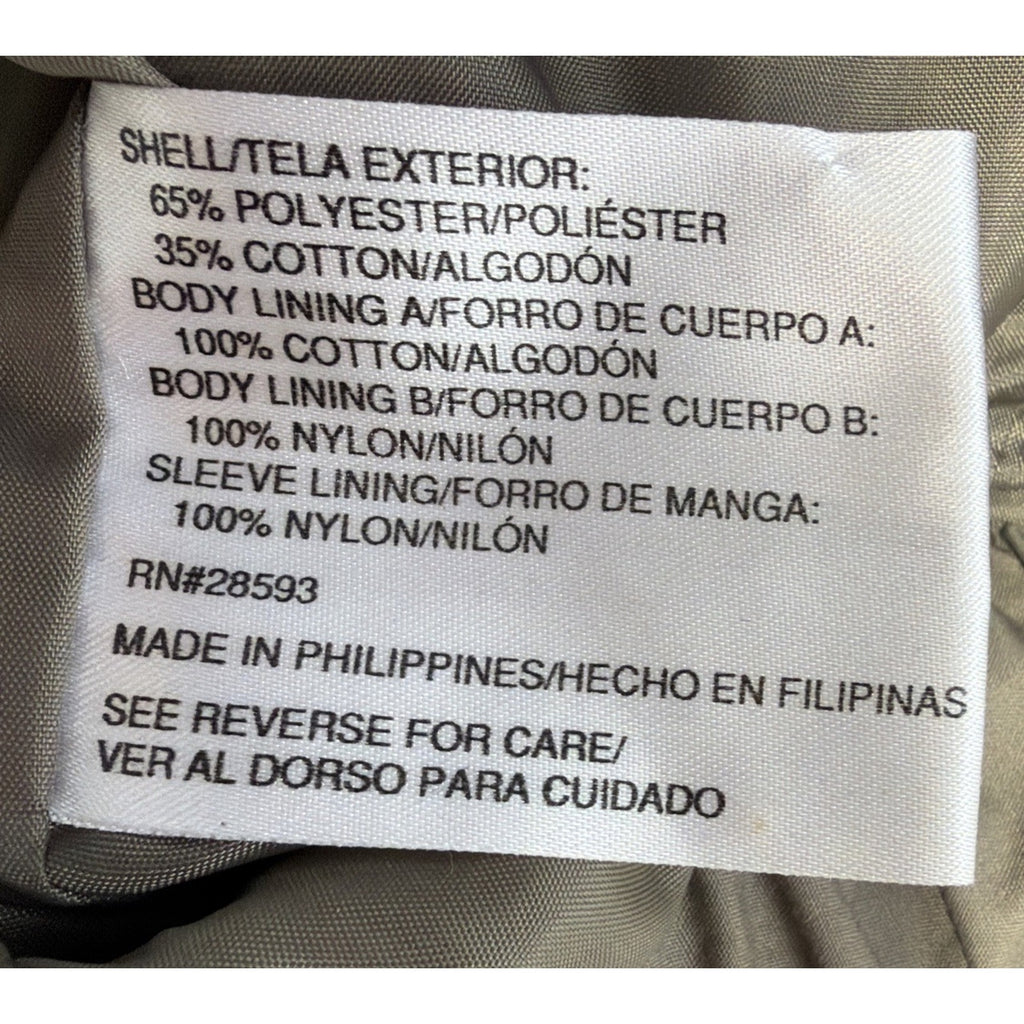 SHELL/TELA EXTERIOR:
65% POLYESTER/POLIÉSTER
35% COTTON/ALGODÓN
BODY LINING A/FORRO DE CUERPO A:
100% COTTON/ALGODÓN
BODY LINING B/FORRO DE CUERPO B:
100% NYLON/NILÓN
SLEEVE LINING/FORRO DE MANGA:
100% NYLON/NILÓN
RN#28593
MADE IN PHILIPPINES/HECHO EN FILIPINAS
SEE REVERSE FOR CARE/
VER AL DORSO PARA CUIDADO